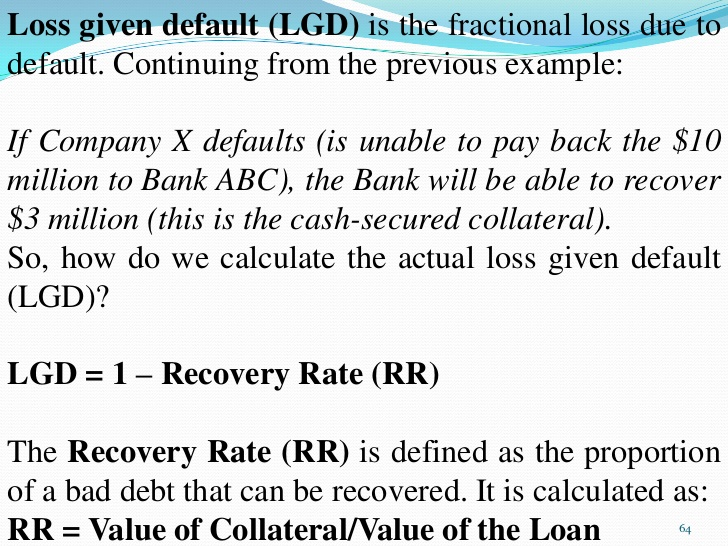 Loss given default (LGD) is the fractional loss due to
default. Continuing from the previous example:
If Company X defaults (is unable to pay back the $10
million to Bank ABC), the Bank will be able to recover
$3 million (this is the cash-secured collateral).
So, how do we calculate the actual loss given default
(LGD)?
LGD = 1 – Recovery Rate (RR)
The Recovery Rate (RR) is defined as the proportion
of a bad debt that can be recovered. It is calculated as:
RR = Value of Collateral/Value of the Loan
64